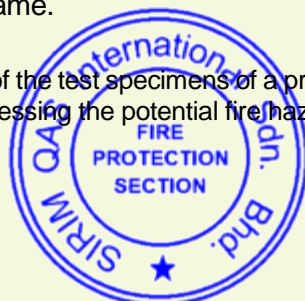 ame.
of the test specimens of a pr
essing the potential fire haz
SIRIM QAS International Sdn. Bhd.
FIRE
PROTECTION
SECTION